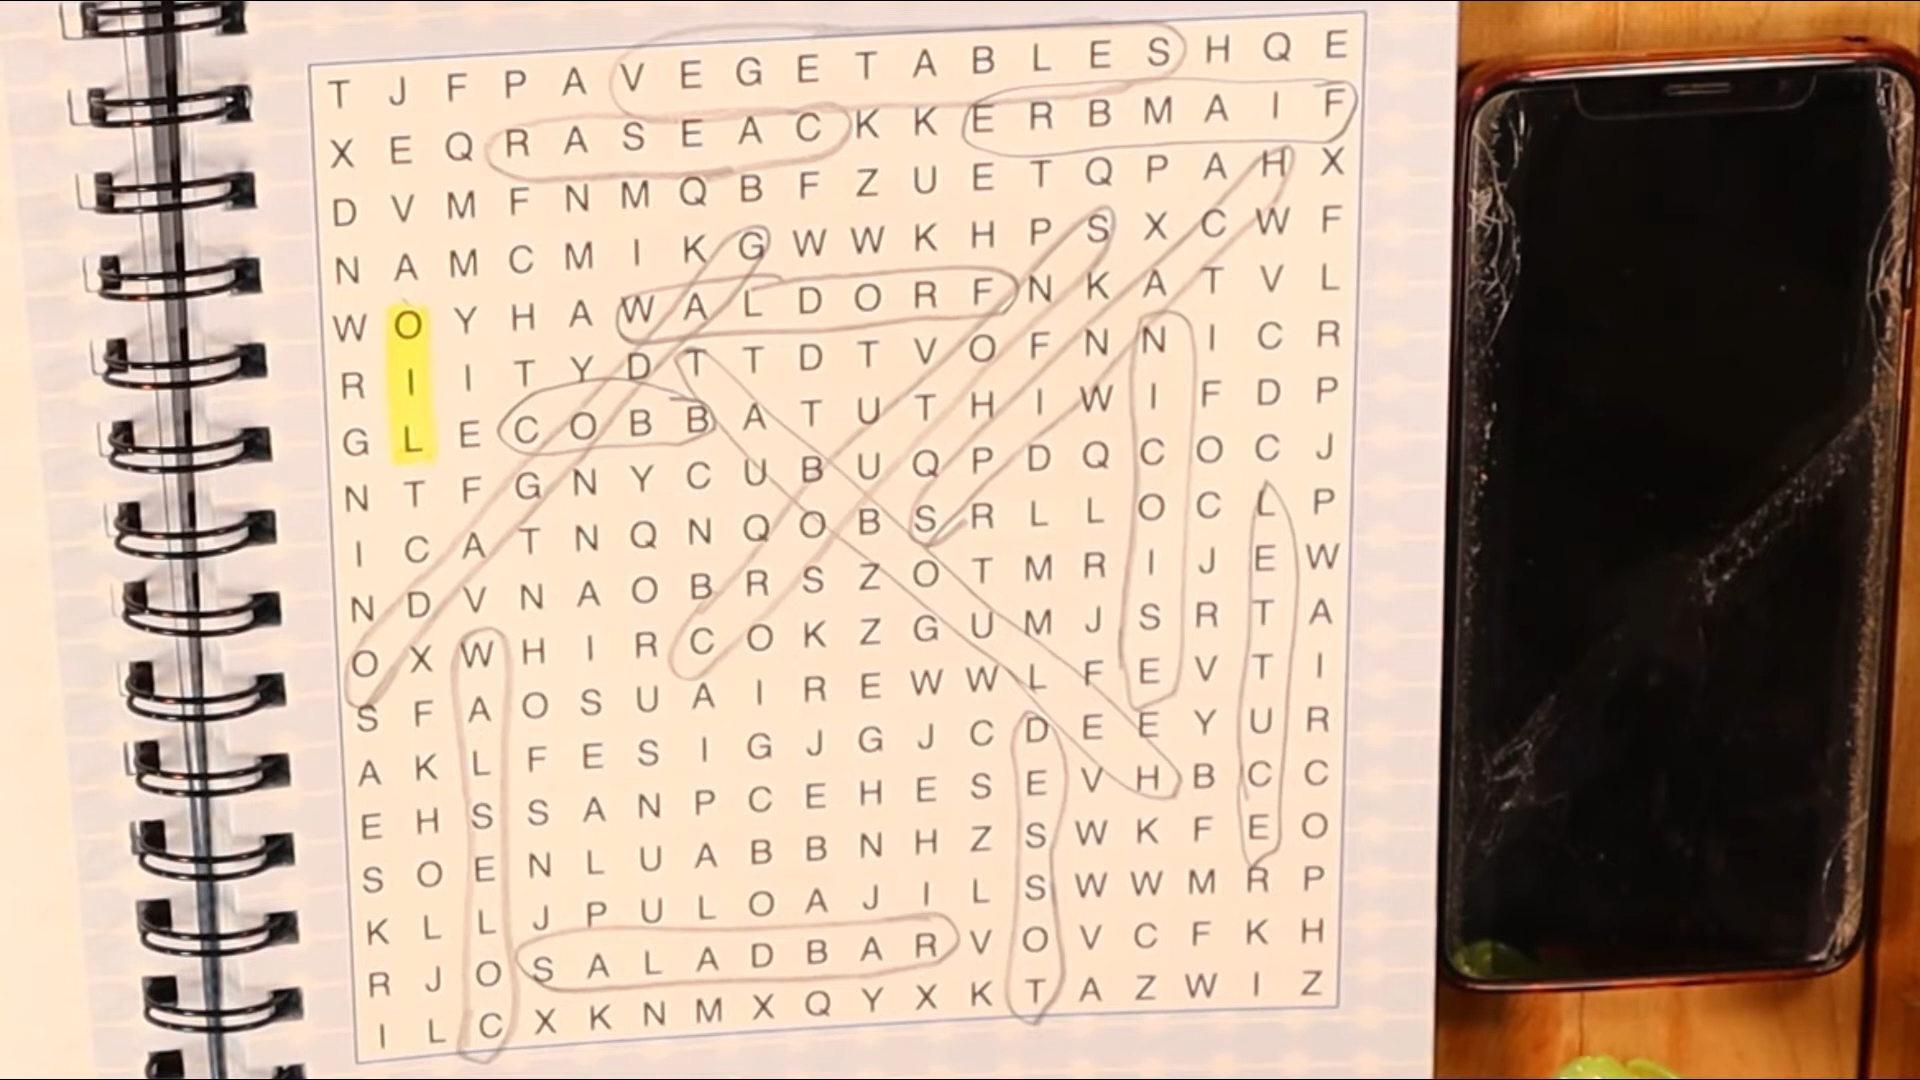 T J F P A V E G E T A B L E S H Q E
X E Q R A S E A C K K E R B M A I F
D V M F N M Q B F Z U E T Q P A H X
N A M C M I K G W W K H P S X C W F
W O Y H A W A L D O R F N K A T V L
R I I T Y D T T D T V O F N N I C R
G L E C O B B A T U T H I W I F D P
N T F G N Y C U B U Q P D Q C O C J
I C A T N Q N Q O B S R L L O C L P
N D V N A O B R S Z O T M R I J E W
O X W H I R C O K Z G U M J S R T A
S F A O S U A I R E W W L F E V T I
A K L F E S I G J G J C D E E Y U R
E H S S A N P C E H E S E V H B C C
S O E N L U A B B N H Z S W K F E O
K L L J P U L O A J I L S W W M R P
R J O S A L A D B A R V O V C F K H
I L C X K N M X Q Y X K T A Z W I Z